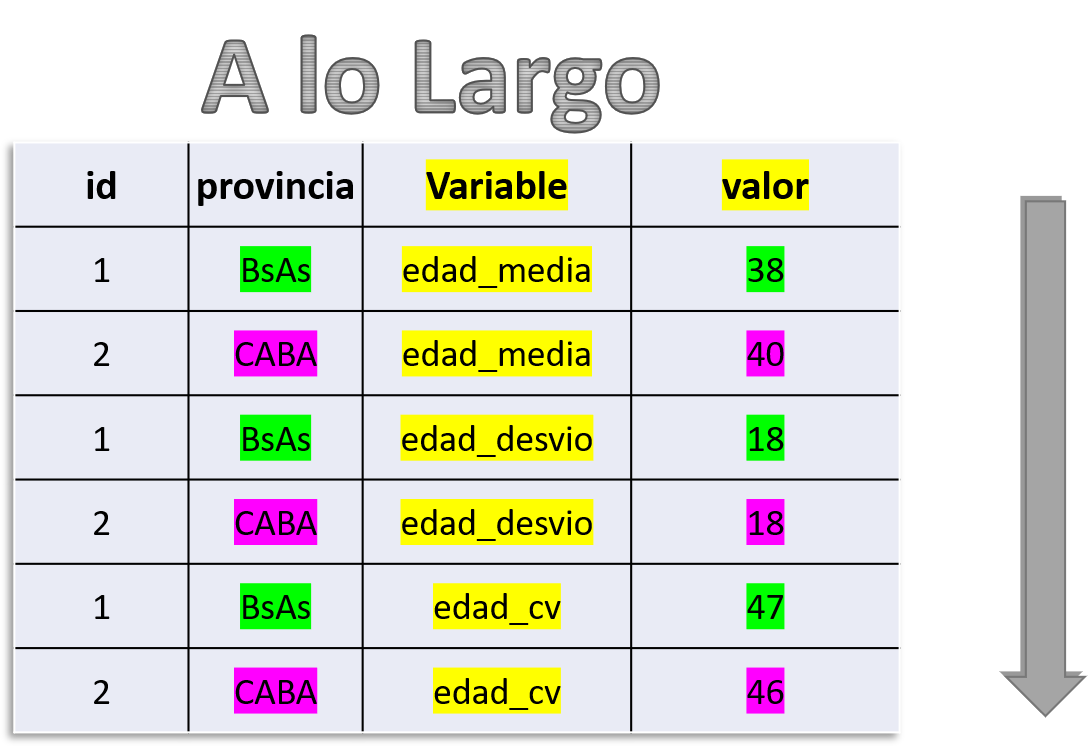 A lo Largo
id provincia Variable valor
1 BsAs edad_media 38
2 CABA edad_media 40
1 BsAs edad_desvio 18
2 CABA edad_desvio 18
1 BsAs edad_cv 47
2 CABA edad_cv 46